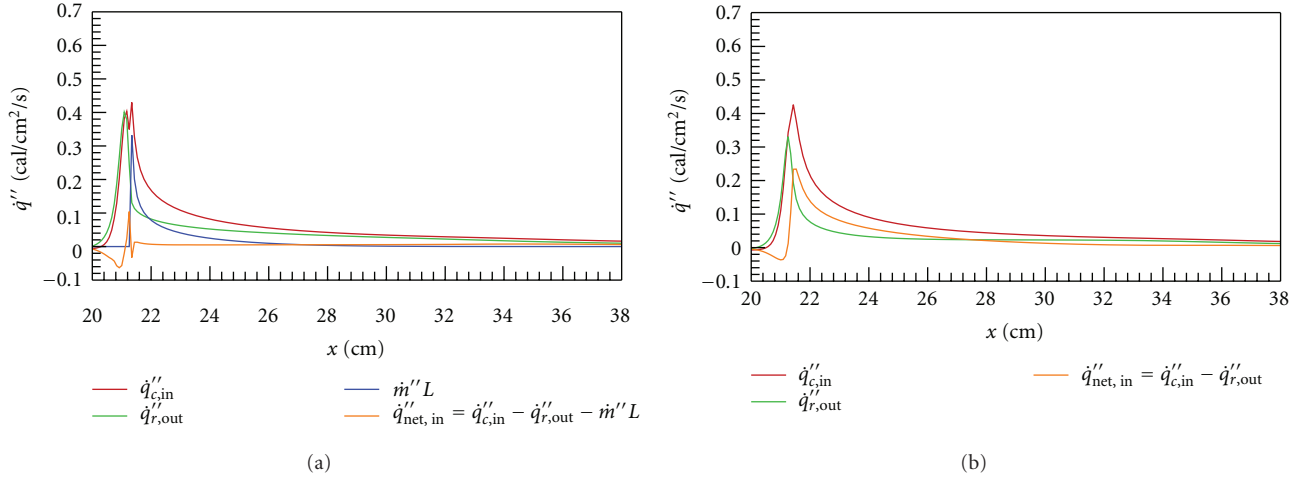 0.7
0.6
0.5
0.4
0.3
0.2
0.1
0
−0.1
q̇″ (cal/cm²/s)
20 22 24 26 28 30 32 34 36 38
x (cm)
q̇″c,in
q̇″r,out
ṁ″L
q̇″net, in = q̇″c,in − q̇″r,out − ṁ″L
(a)
0.7
0.6
0.5
0.4
0.3
0.2
0.1
0
−0.1
q̇″ (cal/cm²/s)
20 22 24 26 28 30 32 34 36 38
x (cm)
q̇″c,in
q̇″r,out
q̇″net, in = q̇″c,in − q̇″r,out
(b)